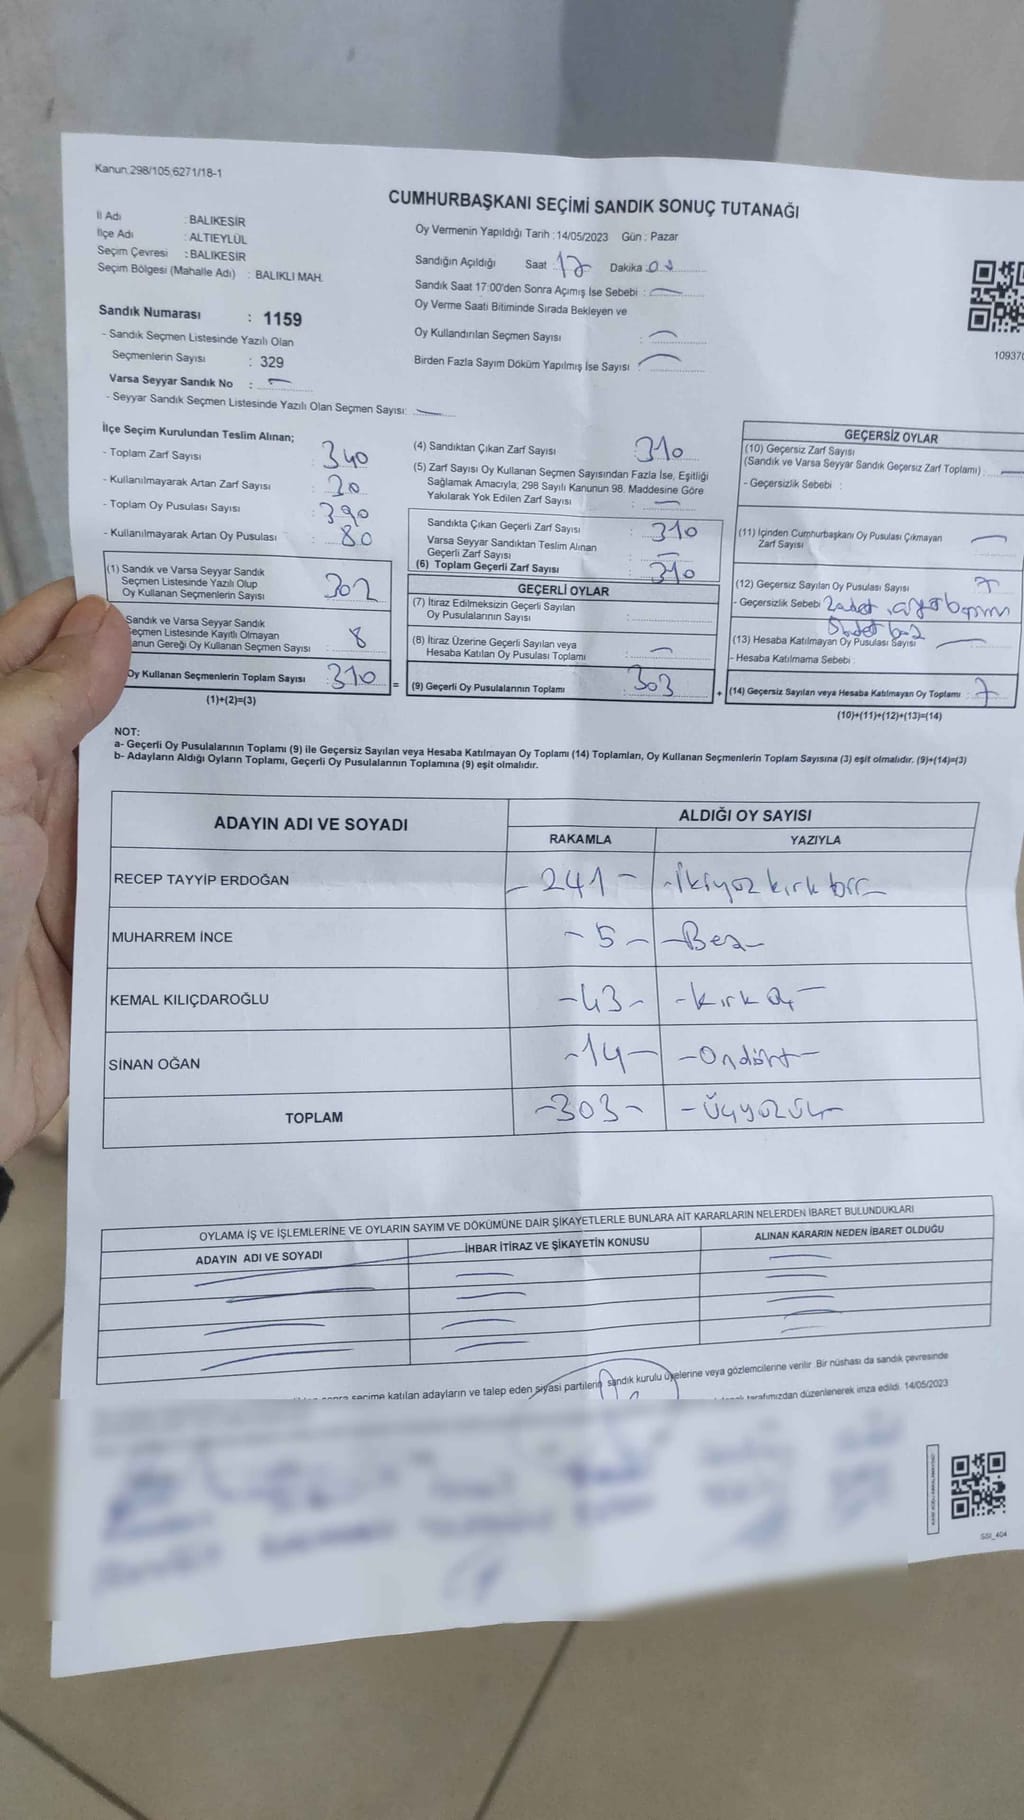 Kanun:298/105,6271/18-1
CUMHURBAŞKANI SEÇİMİ SANDIK SONUÇ TUTANAĞI
İl Adı : BALIKESİR
İlçe Adı : ALTIEYLÜL
Seçim Çevresi : BALIKESİR
Seçim Bölgesi (Mahalle Adı) : BALIKLI MAH.
Oy Vermenin Yapıldığı Tarih :14/05/2023 Gün : Pazar
Sandığın Açıldığı Saat : 17 Dakika :
Sandık Saat 17:00'den Sonra Açımış İse Sebebi : —
Oy Verme Saati Bitiminde Sırada Bekleyen ve
Oy Kullandırılan Seçmen Sayısı : —
Birden Fazla Sayım Döküm Yapılmış İse Sayısı : —
10937
Sandık Numarası : 1159
- Sandık Seçmen Listesinde Yazılı Olan
Seçmenlerin Sayısı : 329
Varsa Seyyar Sandık No : —
- Seyyar Sandık Seçmen Listesinde Yazılı Olan Seçmen Sayısı: —
İlçe Seçim Kurulundan Teslim Alınan;
- Toplam Zarf Sayısı : 340
- Kullanılmayarak Artan Zarf Sayısı : 30
- Toplam Oy Pusulası Sayısı : 390
- Kullanılmayarak Artan Oy Pusulası : 80
(1) Sandık ve Varsa Seyyar Sandık
Seçmen Listesinde Yazılı Olup
Oy Kullanan Seçmenlerin Sayısı : 302
Sandık ve Varsa Seyyar Sandık
eçmen Listesinde Kayıtlı Olmayan
anun Gereği Oy Kullanan Seçmen Sayısı : 8
Oy Kullanan Seçmenlerin Toplam Sayısı : 310
(1)+(2)=(3)
(4) Sandıktan Çıkan Zarf Sayısı : 310
(5) Zarf Sayısı Oy Kullanan Seçmen Sayısından Fazla İse, Eşitliği
Sağlamak Amacıyla, 298 Sayılı Kanunun 98. Maddesine Göre
Yakılarak Yok Edilen Zarf Sayısı : —
Sandıkta Çıkan Geçerli Zarf Sayısı : 310
Varsa Seyyar Sandıktan Teslim Alınan
Geçerli Zarf Sayısı : —
(6) Toplam Geçerli Zarf Sayısı : 310
GEÇERLİ OYLAR
(7) İtiraz Edilmeksizin Geçerli Sayılan
Oy Pusulalarının Sayısı :
(8) İtiraz Üzerine Geçerli Sayılan veya
Hesaba Katılan Oy Pusulası Toplamı : —
= (9) Geçerli Oy Pusulalarının Toplamı : 303
GEÇERSİZ OYLAR
(10) Geçersiz Zarf Sayısı
(Sandık ve Varsa Seyyar Sandık Geçersiz Zarf Toplamı) : —
- Geçersizlik Sebebi :
(11) İçinden Cumhurbaşkanı Oy Pusulası Çıkmayan
Zarf Sayısı : —
(12) Geçersiz Sayılan Oy Pusulası Sayısı : 7
- Geçersizlik Sebebi 2 adet
5 adet
(13) Hesaba Katılmayan Oy Pusulası Sayısı : —
- Hesaba Katılmama Sebebi :
+ (14) Geçersiz Sayılan veya Hesaba Katılmayan Oy Toplamı : 7
(10)+(11)+(12)+(13)=(14)
NOT:
a- Geçerli Oy Pusulalarının Toplamı (9) ile Geçersiz Sayılan veya Hesaba Katılmayan Oy Toplamı (14) Toplamları, Oy Kullanan Seçmenlerin Toplam Sayısına (3) eşit olmalıdır. (9)+(14)=(3)
b- Adayların Aldığı Oyların Toplamı, Geçerli Oy Pusulalarının Toplamına (9) eşit olmalıdır.
ADAYIN ADI VE SOYADI ALDIĞI OY SAYISI
RAKAMLA YAZIYLA
RECEP TAYYİP ERDOĞAN - 241 - - ikiyüz kırk bir -
MUHARREM İNCE - 5 - - Beş -
KEMAL KILIÇDAROĞLU - 43 - - kırk üç -
SİNAN OĞAN - 14 - - Ondört -
TOPLAM - 303 - - Üçyüzüç -
OYLAMA İŞ VE İŞLEMLERİNE VE OYLARIN SAYIM VE DÖKÜMÜNE DAİR ŞİKAYETLERLE BUNLARA AİT KARARLARIN NELERDEN İBARET BULUNDUKLARI
ADAYIN ADI VE SOYADI İHBAR İTİRAZ VE ŞİKAYETİN KONUSU ALINAN KARARIN NEDEN İBARET OLDUĞU
sonra seçime katılan adayların ve talep eden siyasi partilerin sandık kurulu üyelerine veya gözlemcilerine verilir. Bir nüshası da sandık çevresinde
tarafımızdan düzenlenerek imza edildi. 14/05/2023
SSI_404